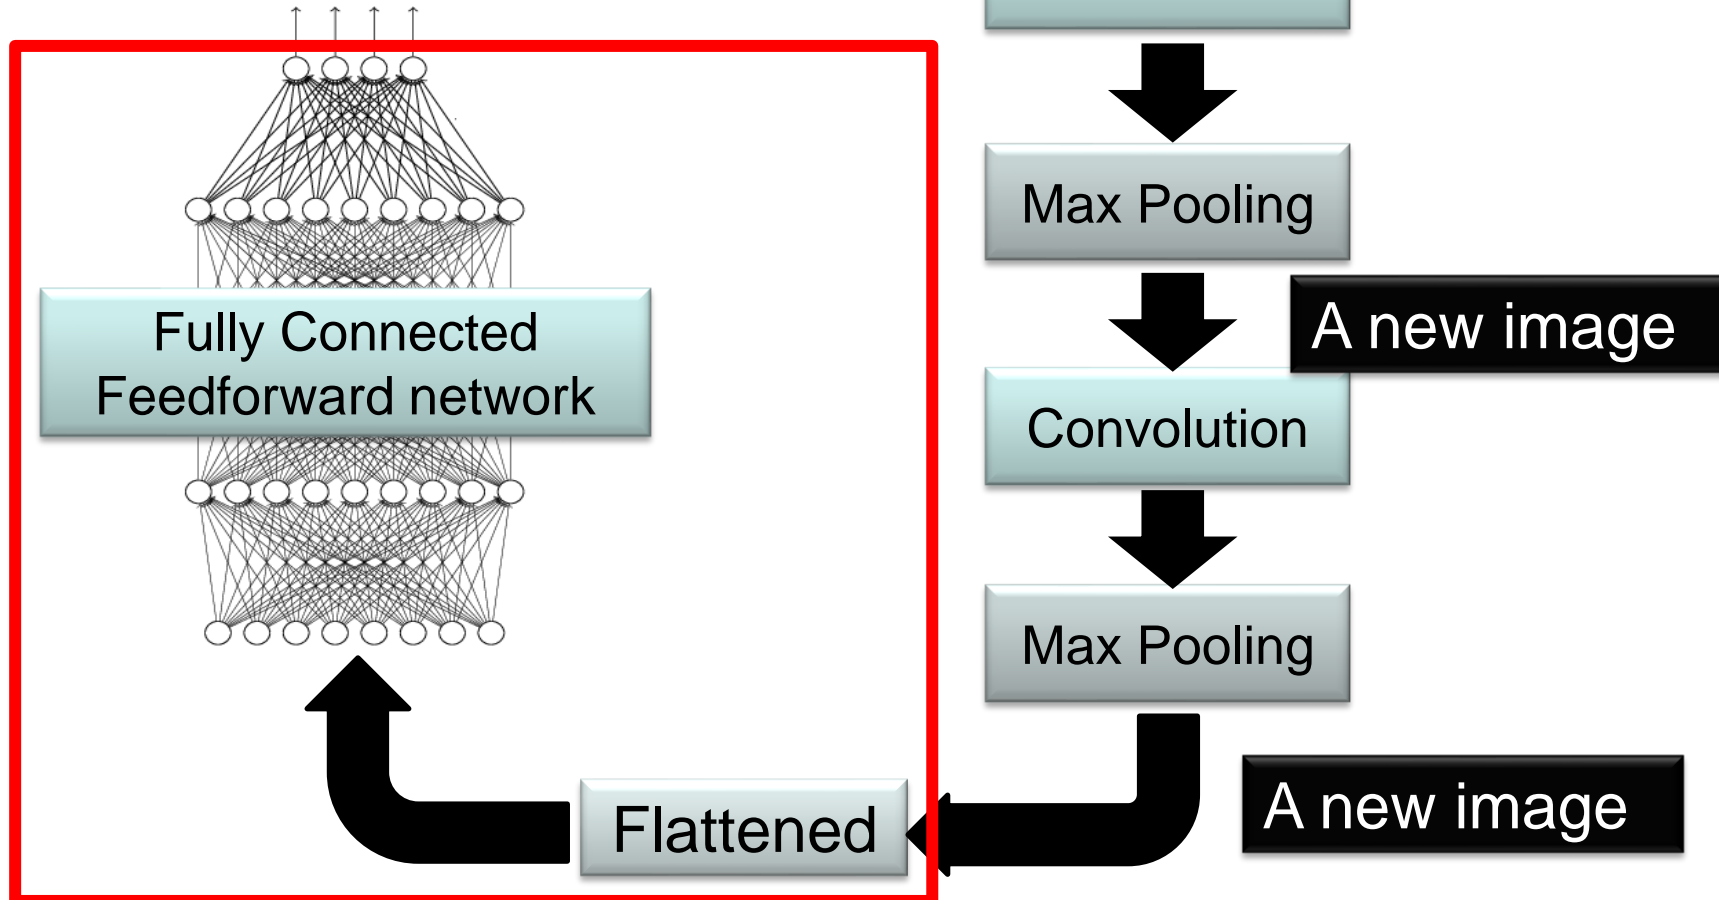 Max Pooling
A new image
Fully Connected
Feedforward network
Convolution
Max Pooling
A new image
Flattened